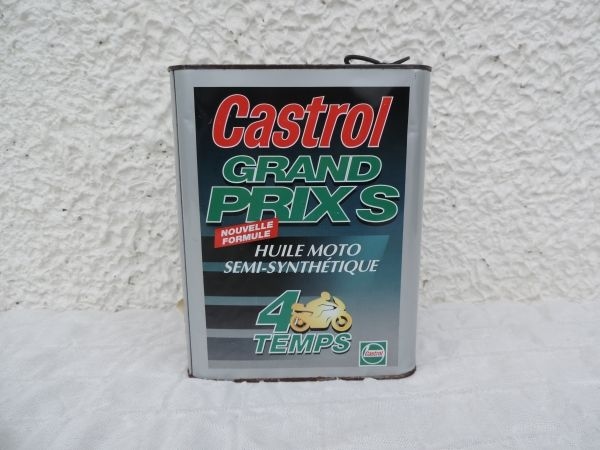 Castrol
GRAND
PRIX S
NOUVELLE
FORMULE
HUILE MOTO
SEMI-SYNTHÉTIQUE
4
TEMPS
Castrol